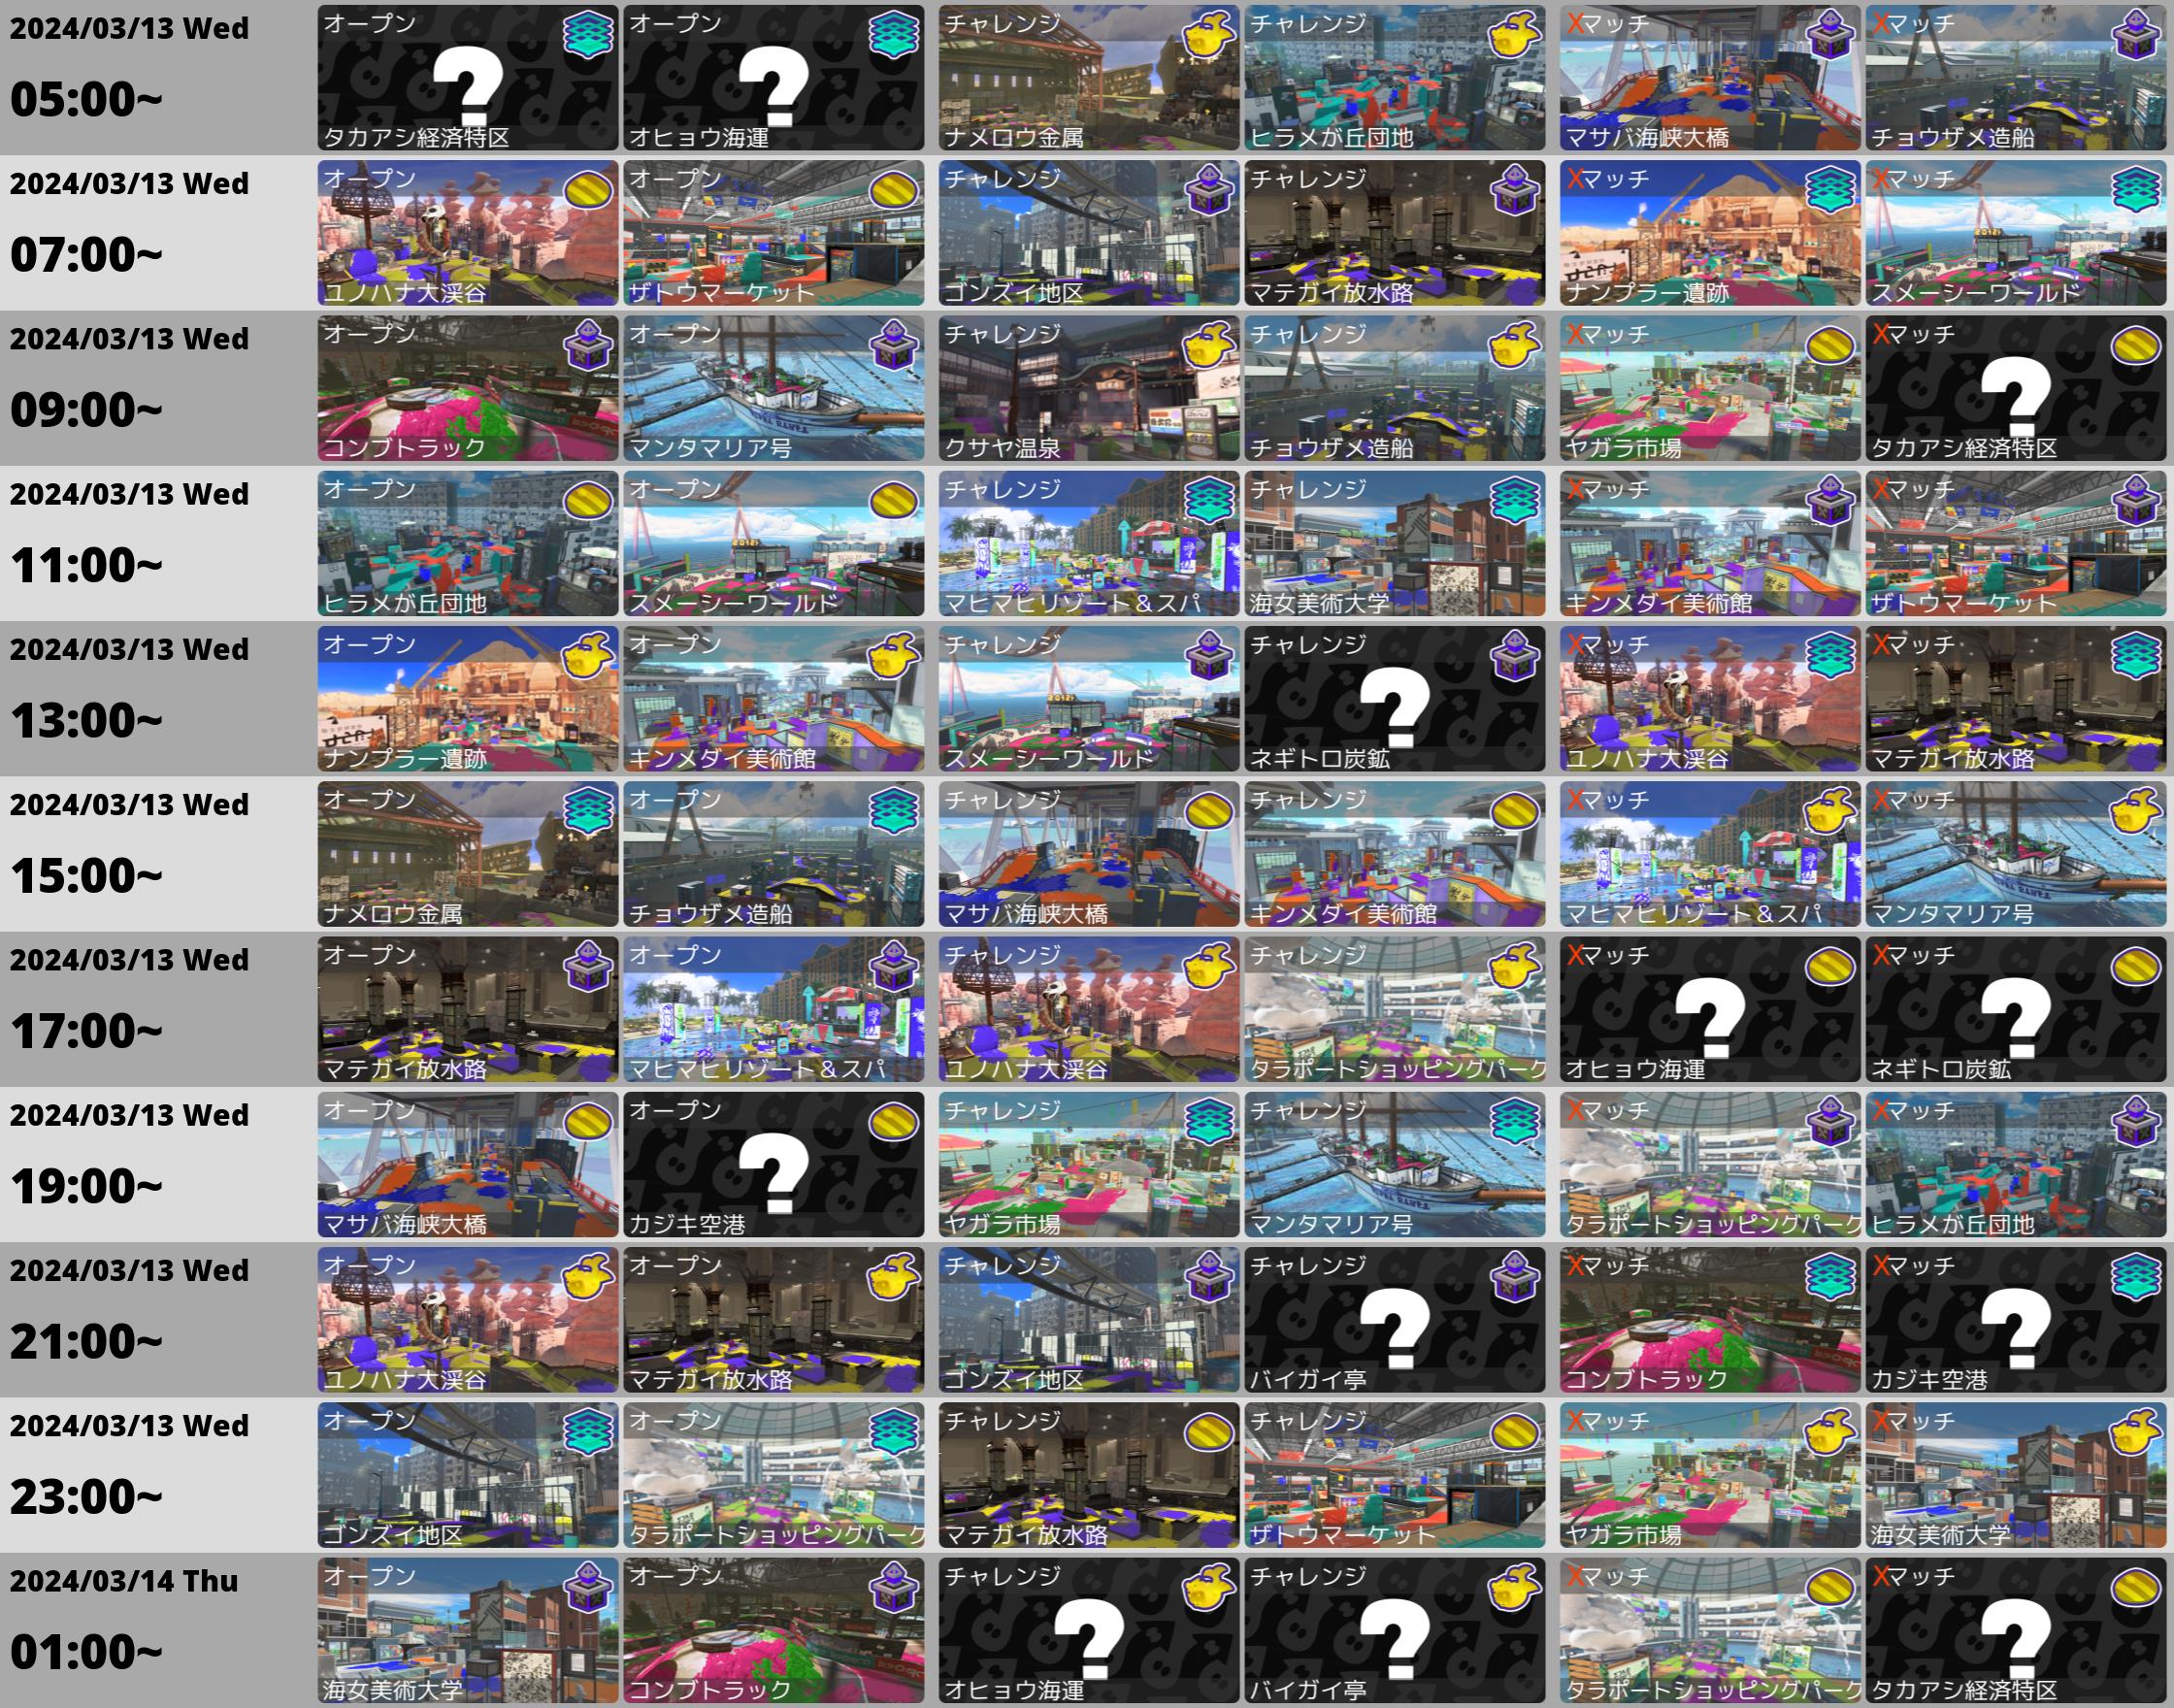 2024/03/13 Wed
05:00~
オープン オープン チャレンジ チャレンジ Xマッチ Xマッチ
タカアシ経済特区 オヒョウ海運 ナメロウ金属 ヒラメが丘団地 マサバ海峡大橋 チョウザメ造船
2024/03/13 Wed
07:00~
オープン オープン チャレンジ チャレンジ Xマッチ Xマッチ
ユノハナ大渓谷 ザトウマーケット ゴンズイ地区 マテガイ放水路 ナンプラー遺跡 スメーシーワールド
2024/03/13 Wed
09:00~
オープン オープン チャレンジ チャレンジ Xマッチ Xマッチ
コンブトラック マンタマリア号 クサヤ温泉 チョウザメ造船 ヤガラ市場 タカアシ経済特区
2024/03/13 Wed
11:00~
オープン オープン チャレンジ チャレンジ Xマッチ Xマッチ
ヒラメが丘団地 スメーシーワールド マヒマヒリゾート＆スパ 海女美術大学 キンメダイ美術館 ザトウマーケット
2024/03/13 Wed
13:00~
オープン オープン チャレンジ チャレンジ Xマッチ Xマッチ
ナンプラー遺跡 キンメダイ美術館 スメーシーワールド ネギトロ炭鉱 ユノハナ大渓谷 マテガイ放水路
2024/03/13 Wed
15:00~
オープン オープン チャレンジ チャレンジ Xマッチ Xマッチ
ナメロウ金属 チョウザメ造船 マサバ海峡大橋 キンメダイ美術館 マヒマヒリゾート＆スパ マンタマリア号
2024/03/13 Wed
17:00~
オープン オープン チャレンジ チャレンジ Xマッチ Xマッチ
マテガイ放水路 マヒマヒリゾート＆スパ ユノハナ大渓谷 タラポートショッピングパーク オヒョウ海運 ネギトロ炭鉱
2024/03/13 Wed
19:00~
オープン オープン チャレンジ チャレンジ Xマッチ Xマッチ
マサバ海峡大橋 カジキ空港 ヤガラ市場 マンタマリア号 タラポートショッピングパーク ヒラメが丘団地
2024/03/13 Wed
21:00~
オープン オープン チャレンジ チャレンジ Xマッチ Xマッチ
ユノハナ大渓谷 マテガイ放水路 ゴンズイ地区 バイガイ亭 コンブトラック カジキ空港
2024/03/13 Wed
23:00~
オープン オープン チャレンジ チャレンジ Xマッチ Xマッチ
ゴンズイ地区 タラポートショッピングパーク マテガイ放水路 ザトウマーケット ヤガラ市場 海女美術大学
2024/03/14 Thu
01:00~
オープン オープン チャレンジ チャレンジ Xマッチ Xマッチ
海女美術大学 コンブトラック オヒョウ海運 バイガイ亭 タラポートショッピングパーク タカアシ経済特区